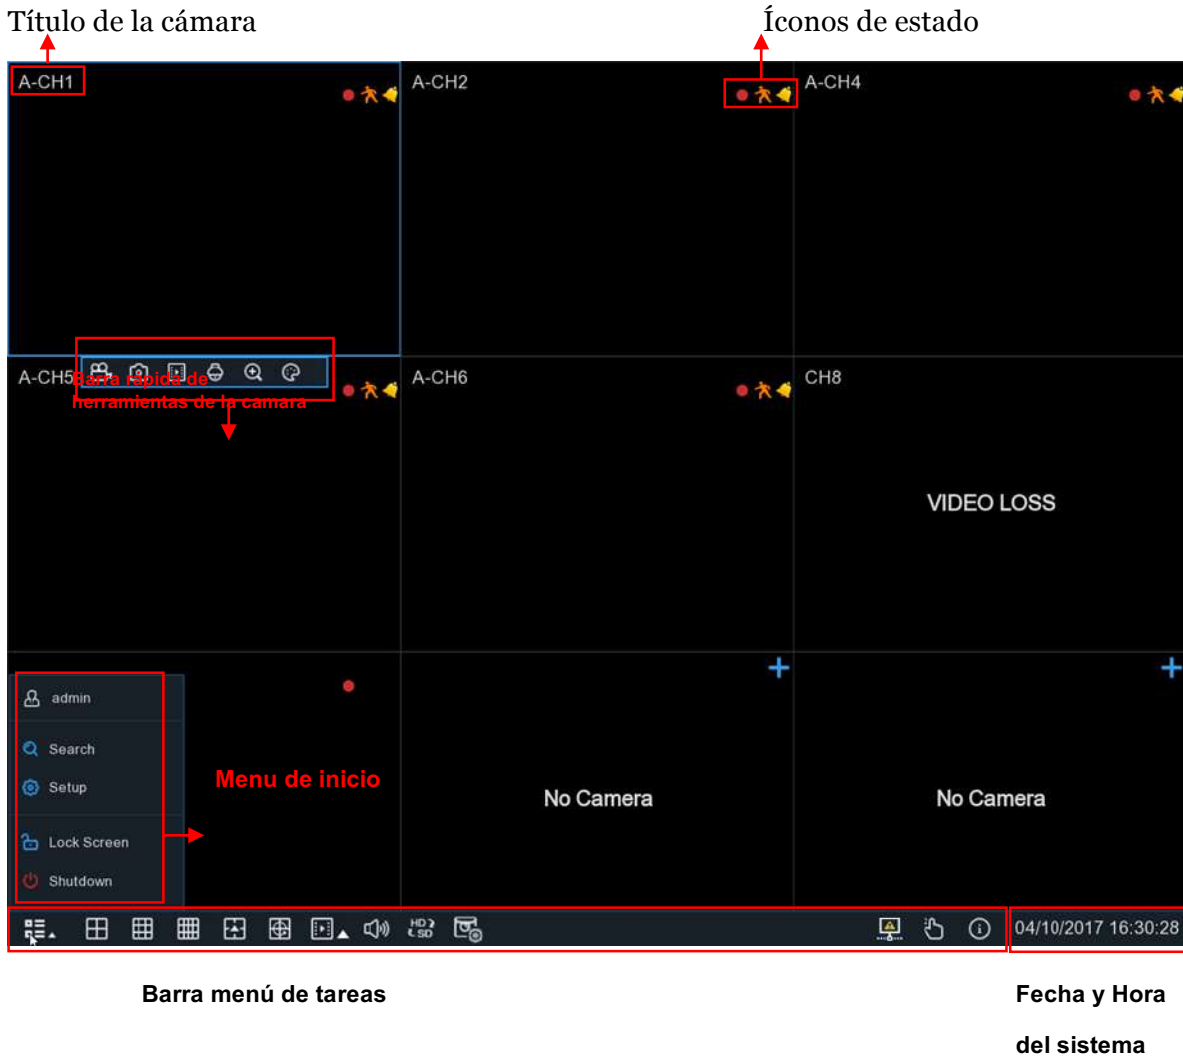 Título de la cámara
Íconos de estado
A-CH1
A-CH2
A-CH4
A-CH5
Barra rapida de
herramientas de la camara
A-CH6
CH8
VIDEO LOSS
admin
Search
Setup
Lock Screen
Shutdown
Menu de inicio
No Camera
No Camera
HD
SD
04/10/2017 16:30:28
Barra menú de tareas
Fecha y Hora
del sistema